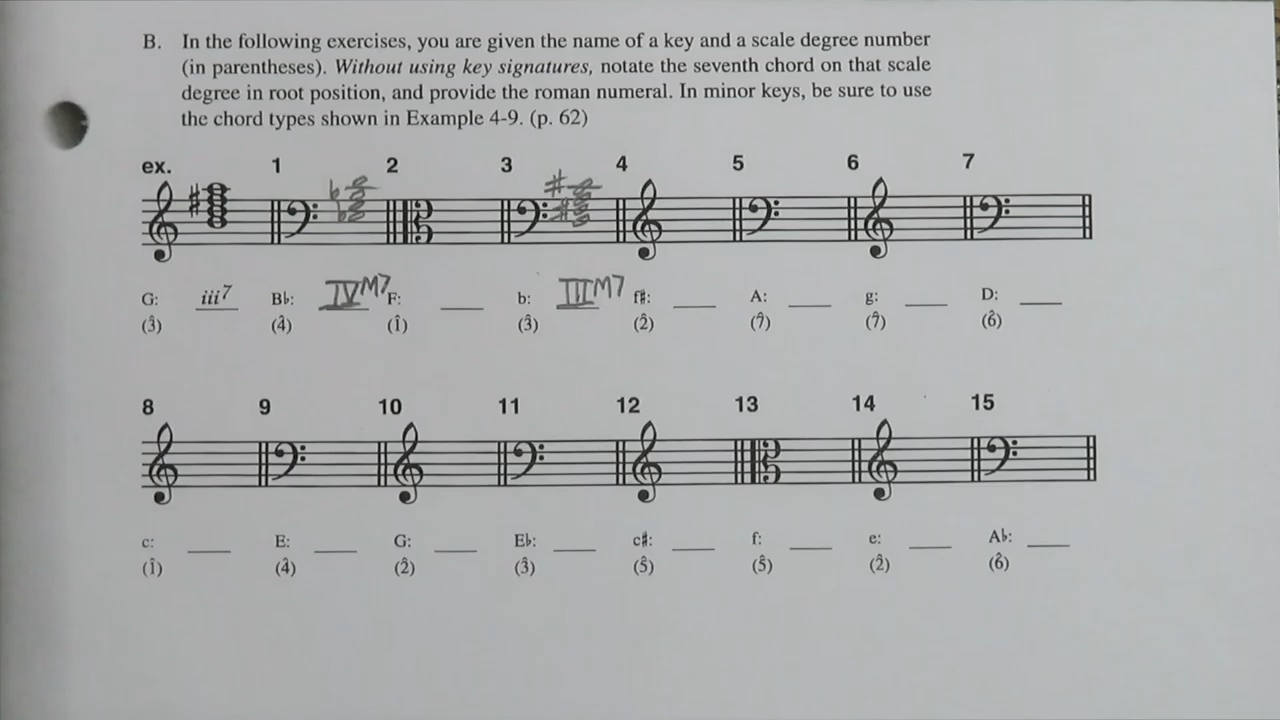 B. In the following exercises, you are given the name of a key and a scale degree number
(in parentheses). Without using key signatures, notate the seventh chord on that scale
degree in root position, and provide the roman numeral. In minor keys, be sure to use
the chord types shown in Example 4-9. (p. 62)
ex. 1 2 3 4 5 6 7
G: iii7 B♭: IVM7 F: b: IIIM7 f♯: A: g: D:
(3̂) (4̂) (1̂) (3̂) (2̂) (7̂) (7̂) (6̂)
8 9 10 11 12 13 14 15
c: E: G: E♭: c♯: f: e: A♭:
(1̂) (4̂) (2̂) (3̂) (5̂) (5̂) (2̂) (6̂)